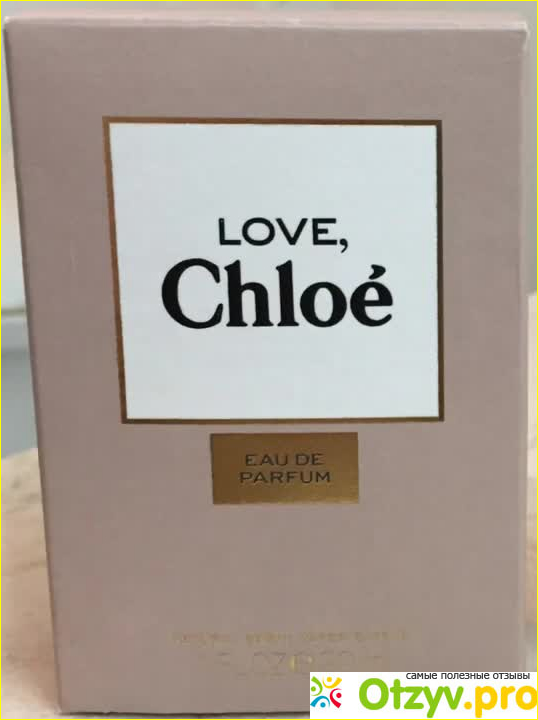 LOVE,
Chloé
EAU DE
PARFUM
самые полезные отзывы
Otzyv.pro